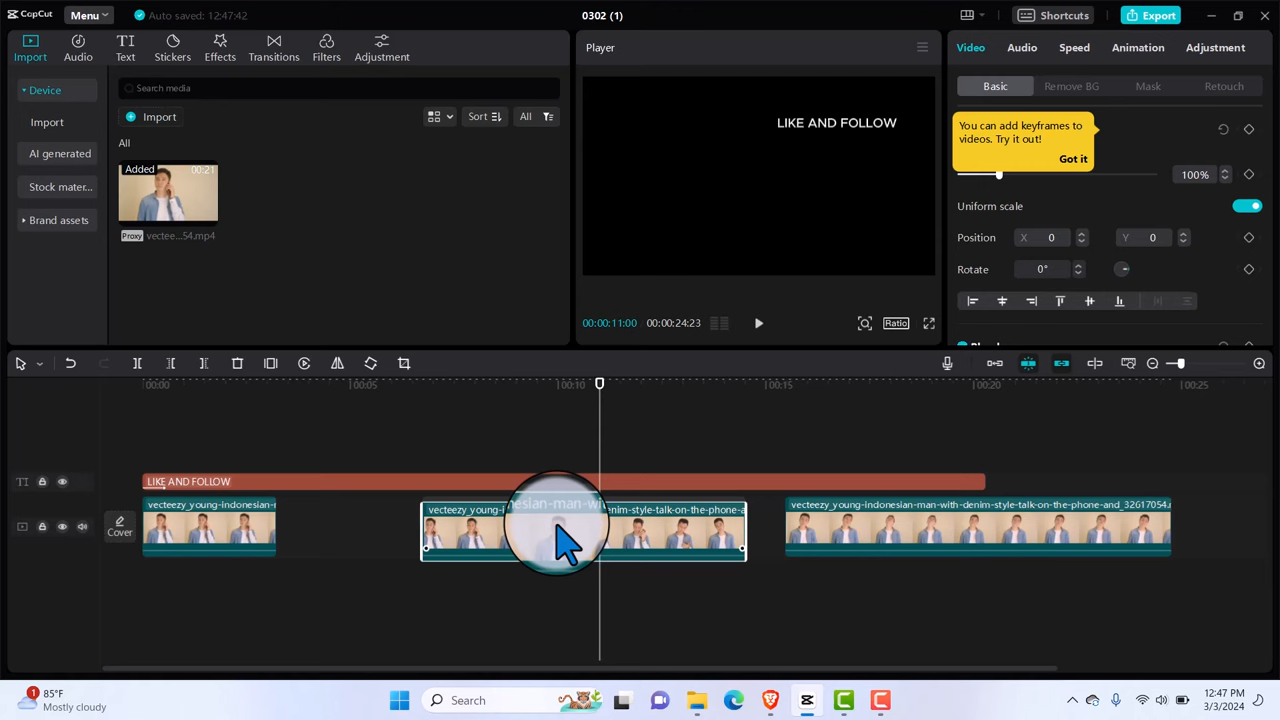 CapCut
Menu
Auto saved: 12:47:42
0302 (1)
Shortcuts
Export
Import
Audio
Text
Stickers
Effects
Transitions
Filters
Adjustment
Device
Import
AI generated
Stock mater...
Brand assets
Search media
Import
Sort
All
All
Added
00:21
Proxy
vectee...54.mp4
Player
LIKE AND FOLLOW
00:00:11:00
00:00:24:23
Ratio
Video
Audio
Speed
Animation
Adjustment
Basic
Remove BG
Mask
Retouch
You can add keyframes to
videos. Try it out!
Got it
100%
Uniform scale
Position
X
0
Y
0
Rotate
0°
00:00
00:05
00:10
00:15
00:20
00:25
TI
LIKE AND FOLLOW
Cover
vecteezy_young-indonesian-r
vecteezy_young-i
nesian-man-wi
-denim-style-talk-on-the-phone-a
vecteezy_young-indonesian-man-with-denim-style-talk-on-the-phone-and_32617054.r
1
85°F
Mostly cloudy
Search
12:47 PM
3/3/2024